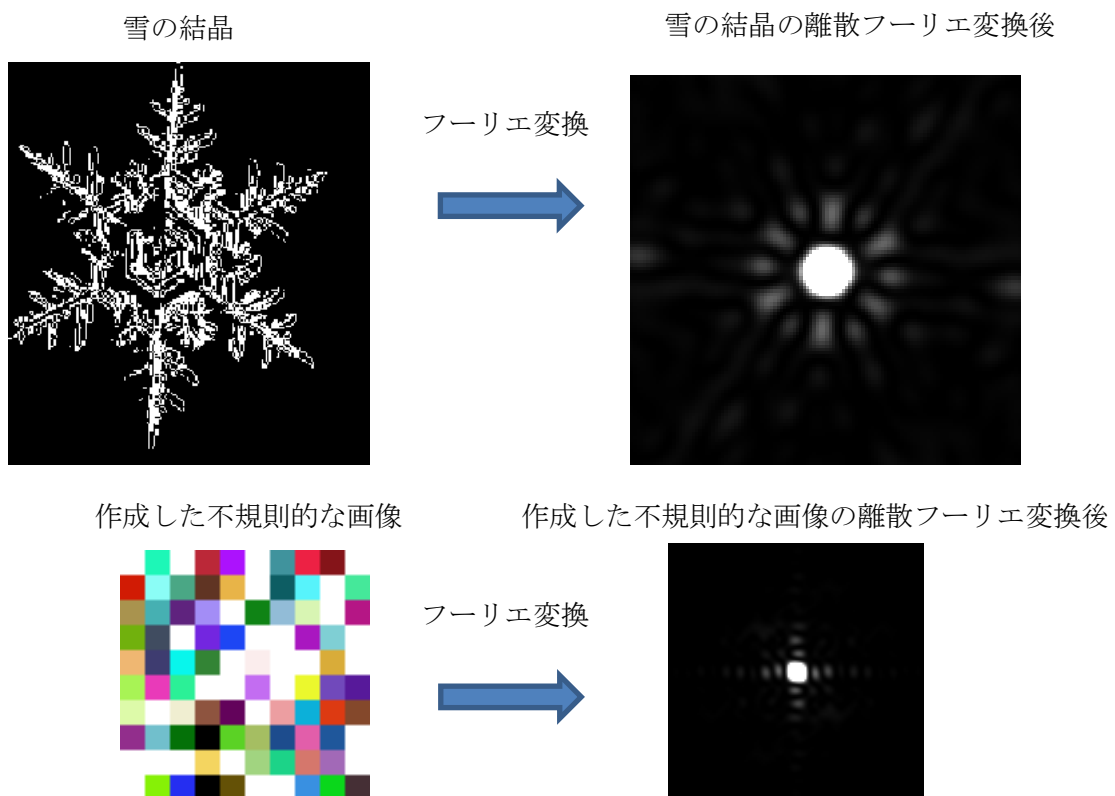 雪の結晶
雪の結晶の離散フーリエ変換後
フーリエ変換
作成した不規則的な画像
作成した不規則的な画像の離散フーリエ変換後
フーリエ変換